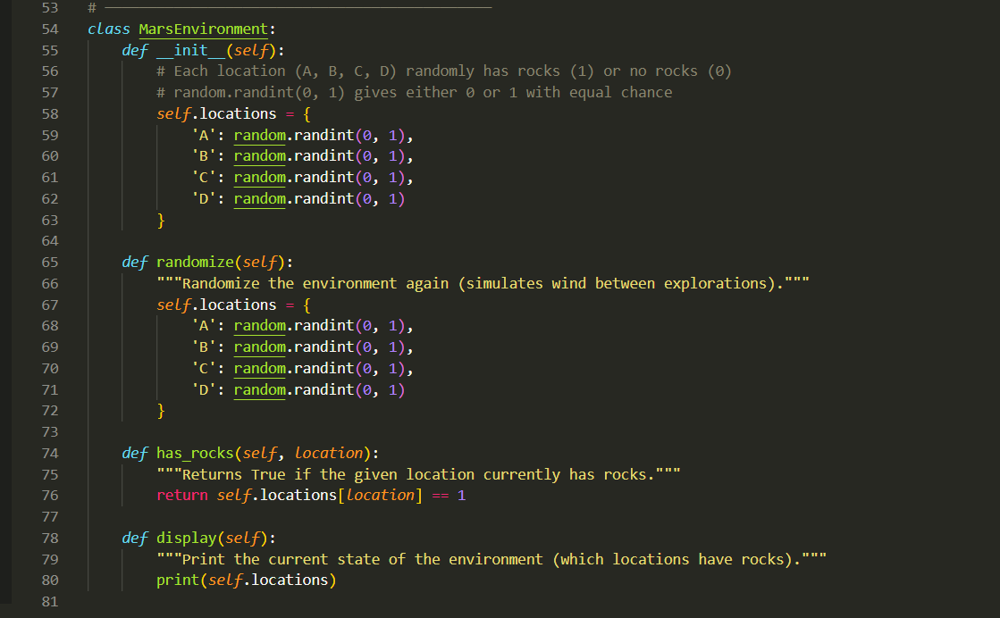 53 # ─────────────────────────────────────────────
54 class MarsEnvironment:
55     def __init__(self):
56         # Each location (A, B, C, D) randomly has rocks (1) or no rocks (0)
57         # random.randint(0, 1) gives either 0 or 1 with equal chance
58         self.locations = {
59             'A': random.randint(0, 1),
60             'B': random.randint(0, 1),
61             'C': random.randint(0, 1),
62             'D': random.randint(0, 1)
63         }
64
65     def randomize(self):
66         """Randomize the environment again (simulates wind between explorations)."""
67         self.locations = {
68             'A': random.randint(0, 1),
69             'B': random.randint(0, 1),
70             'C': random.randint(0, 1),
71             'D': random.randint(0, 1)
72         }
73
74     def has_rocks(self, location):
75         """Returns True if the given location currently has rocks."""
76         return self.locations[location] == 1
77
78     def display(self):
79         """Print the current state of the environment (which locations have rocks)."""
80         print(self.locations)
81